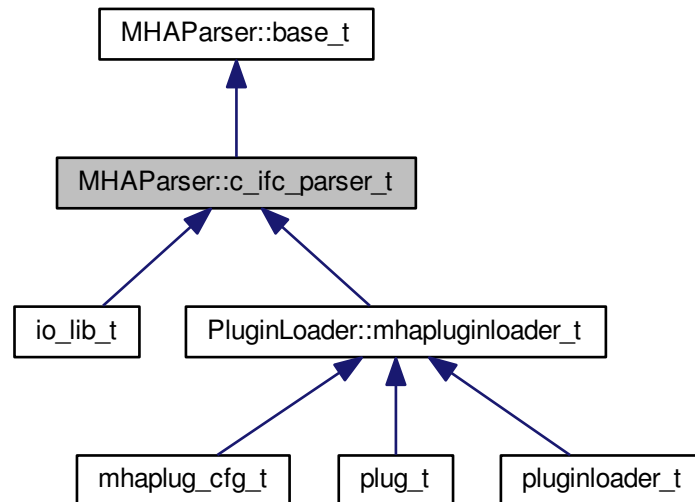 MHAParser::base_t
MHAParser::c_ifc_parser_t
io_lib_t
PluginLoader::mhapluginloader_t
mhaplug_cfg_t
plug_t
pluginloader_t